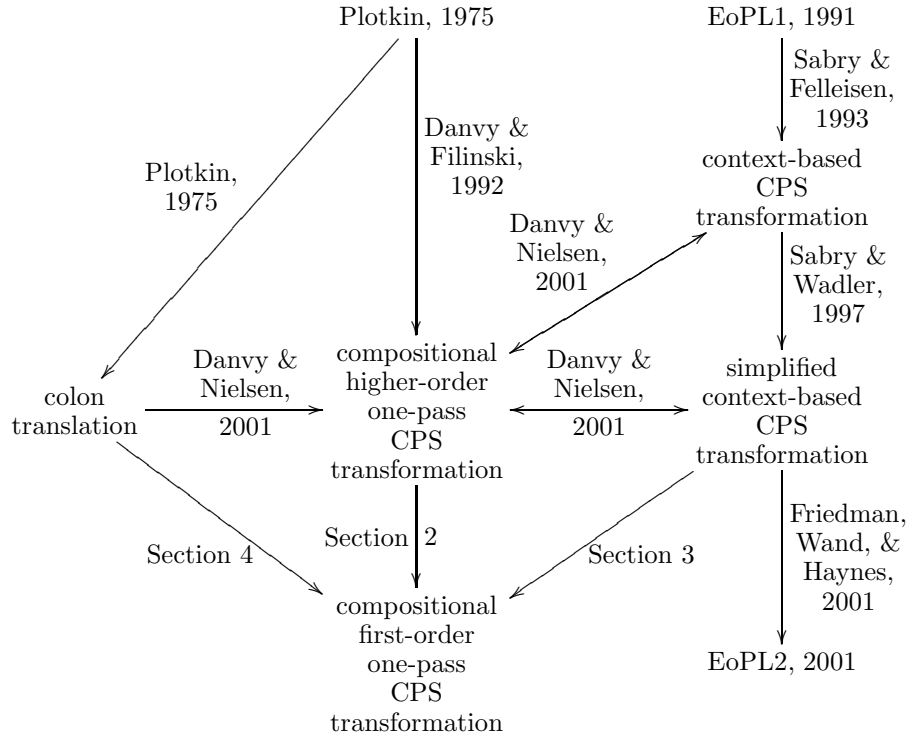 Plotkin, 1975
EoPL1, 1991
Sabry &
Felleisen,
1993
Danvy &
Filinski,
1992
Plotkin,
1975
context-based
CPS
transformation
Danvy &
Nielsen,
2001
Sabry &
Wadler,
1997
colon
translation
Danvy &
Nielsen,
2001
compositional
higher-order
one-pass
CPS
transformation
Danvy &
Nielsen,
2001
simplified
context-based
CPS
transformation
Section 4
Section 2
Section 3
Friedman,
Wand, &
Haynes,
2001
compositional
first-order
one-pass
CPS
transformation
EoPL2, 2001